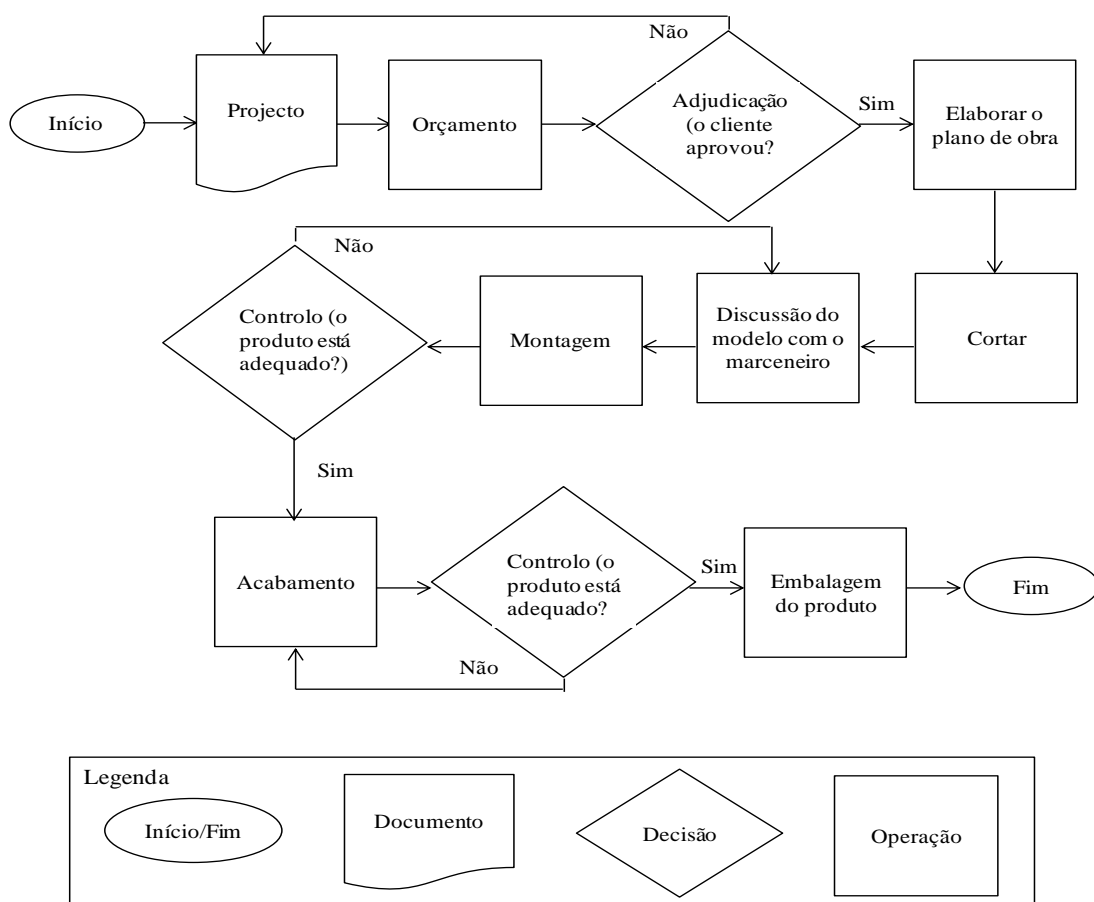 Não
Início
Projecto
Orçamento
Adjudicação
(o cliente
aprovou?
Sim
Elaborar o
plano de obra
Não
Controlo (o
produto está
adequado?)
Montagem
Discussão do
modelo com o
marceneiro
Cortar
Sim
Acabamento
Controlo (o
produto está
adequado?
Sim
Embalagem
do produto
Fim
Não
Legenda
Início/Fim
Documento
Decisão
Operação